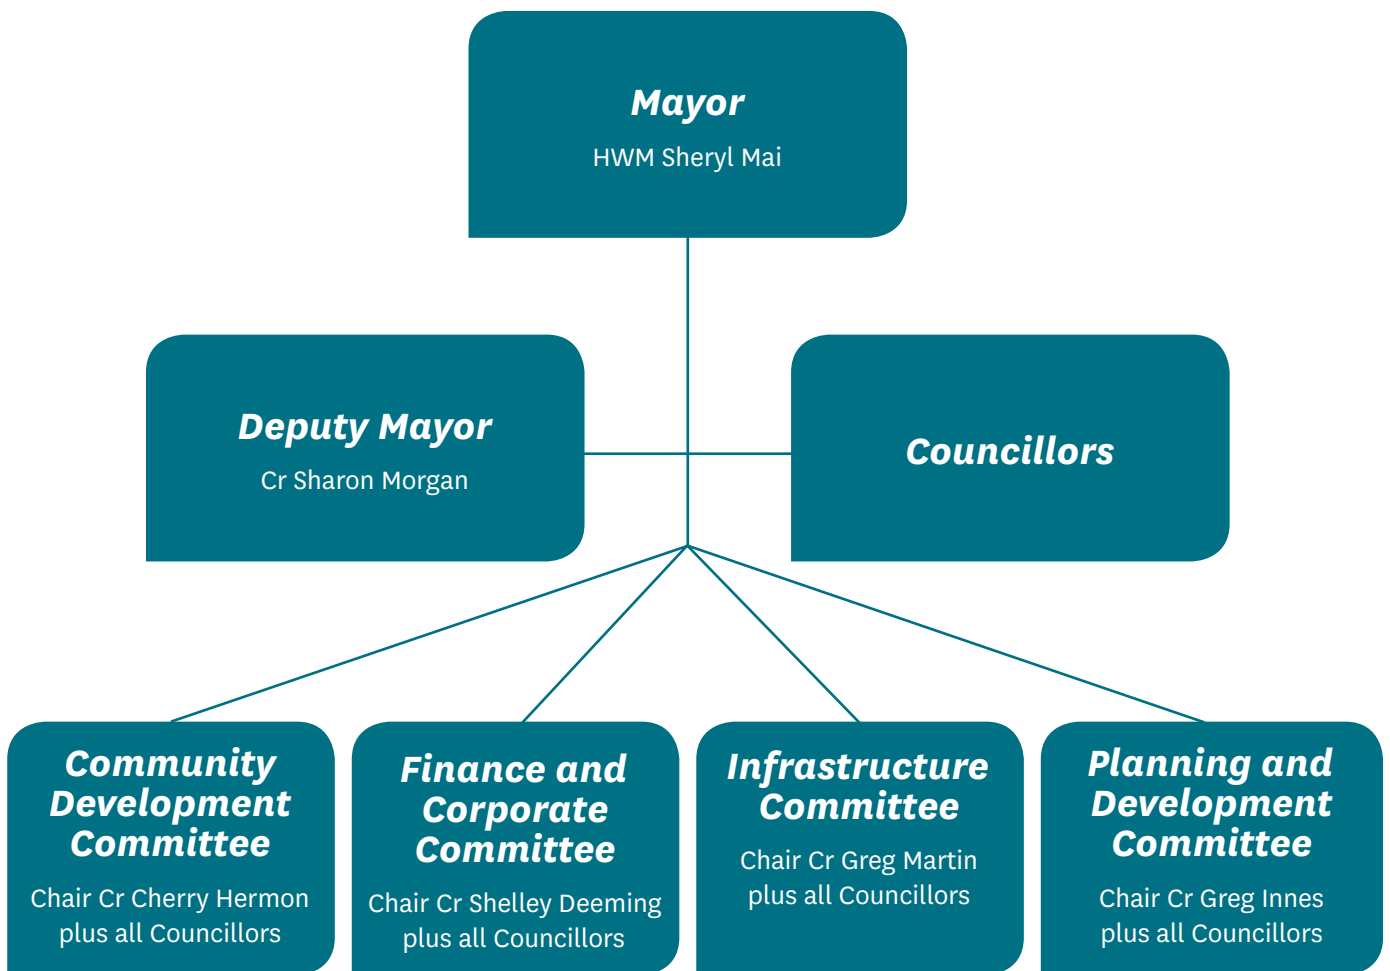 Mayor
HWM Sheryl Mai
Deputy Mayor
Cr Sharon Morgan
Councillors
Community
Development
Committee
Chair Cr Cherry Hermon
plus all Councillors
Finance and
Corporate
Committee
Chair Cr Shelley Deeming
plus all Councillors
Infrastructure
Committee
Chair Cr Greg Martin
plus all Councillors
Planning and
Development
Committee
Chair Cr Greg Innes
plus all Councillors